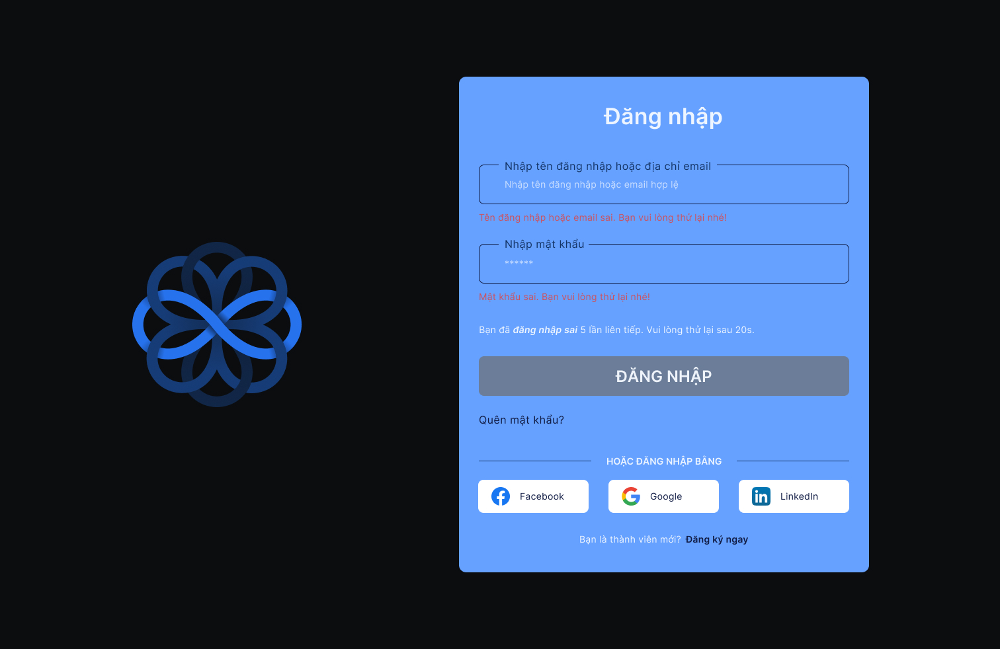 Đăng nhập
Nhập tên đăng nhập hoặc địa chỉ email
Nhập tên đăng nhập hoặc email hợp lệ
Tên đăng nhập hoặc email sai. Bạn vui lòng thử lại nhé!
Nhập mật khẩu
******
Mật khẩu sai. Bạn vui lòng thử lại nhé!
Bạn đã đăng nhập sai 5 lần liên tiếp. Vui lòng thử lại sau 20s.
ĐĂNG NHẬP
Quên mật khẩu?
HOẶC ĐĂNG NHẬP BẰNG
Facebook
Google
LinkedIn
Bạn là thành viên mới? Đăng ký ngay